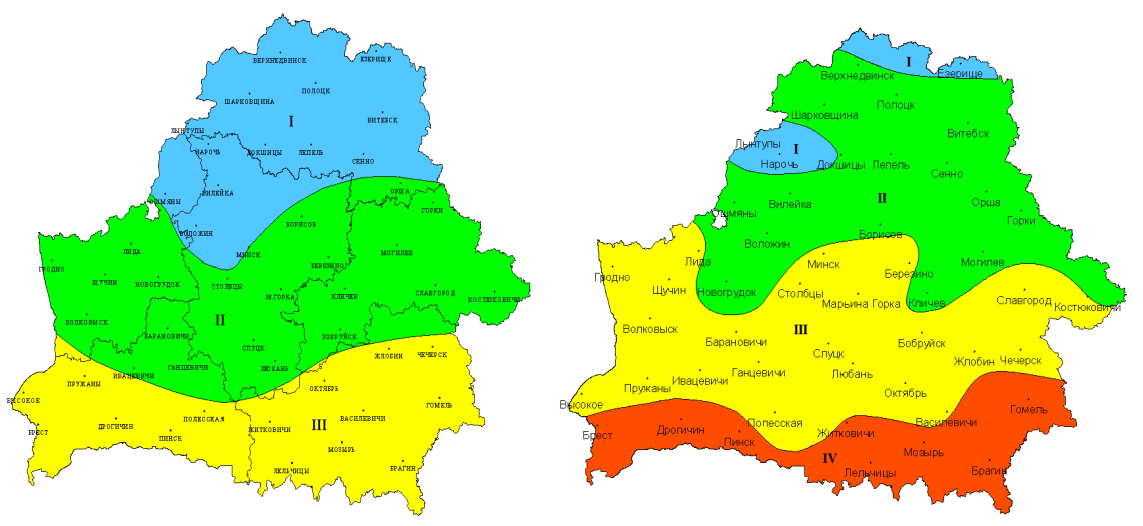 ВЕРХНЕДВИНСК
ЕЗЕРИЩЕ
ПОЛОЦК
ШАРКОВЩИНА
ВИТЕБСК
I
ЛЫНТУПЫ
НАРОЧЬ
ДОКШИЦЫ
ЛЕПЕЛЬ
СЕННО
ВИЛЕЙКА
ОРША
ОШМЯНЫ
ГОРКИ
БОРИСОВ
ВОЛОЖИН
ЛИДА
МИНСК
МОГИЛЕВ
ГРОДНО
БЕРЕЗИНО
ЩУЧИН
НОВОГРУДОК
СТОЛБЦЫ
М.ГОРКА
КЛИЧЕВ
СЛАВГОРОД
КОСТЮКОВИЧИ
II
ВОЛКОВЫСК
БАРАНОВИЧИ
БОБРУЙСК
СЛУЦК
ЖЛОБИН
ЧЕЧЕРСК
ГАНЦЕВИЧИ
ЛЮБАНЬ
ИВАЦЕВИЧИ
ПРУЖАНЫ
ОКТЯБРЬ
ВЫСОКОЕ
ГОМЕЛЬ
ПОЛЕССКАЯ
ВАСИЛЕВИЧИ
ДРОГИЧИН
III
БРЕСТ
ЖИТКОВИЧИ
ПИНСК
МОЗЫРЬ
ЛЕЛЬЧИЦЫ
БРАГИН
I
Верхнедвинск
Езерище
Полоцк
Шарковщина
Витебск
Лынтупы
I
Нарочь
Докшицы
Лепель
Сенно
Вилейка
II
Орша
Ошмяны
Горки
Борисов
Воложин
Лида
Минск
Могилев
Гродно
Березино
Щучин
Новогрудок
Столбцы
Марьина Горка
Кличев
Славгород
Костюковичи
Волковыск
III
Барановичи
Бобруйск
Слуцк
Жлобин
Чечерск
Ганцевичи
Любань
Ивацевичи
Пружаны
Октябрь
Высокое
Гомель
Полесская
Василевичи
Дрогичин
Брест
Житковичи
Пинск
Мозырь
IV
Лельчицы
Брагин